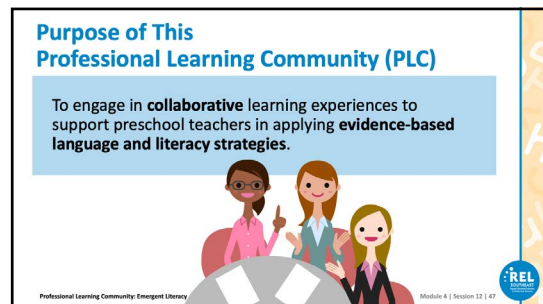 Purpose of This
Professional Learning Community (PLC)
To engage in collaborative learning experiences to
support preschool teachers in applying evidence-based
language and literacy strategies.
Professional Learning Community: Emergent Literacy
Module 4 | Session 12 | 47
REL
SOUTHEAST